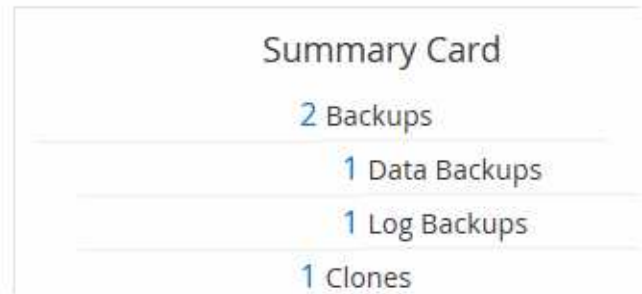 Summary Card
2 Backups
1 Data Backups
1 Log Backups
1 Clones